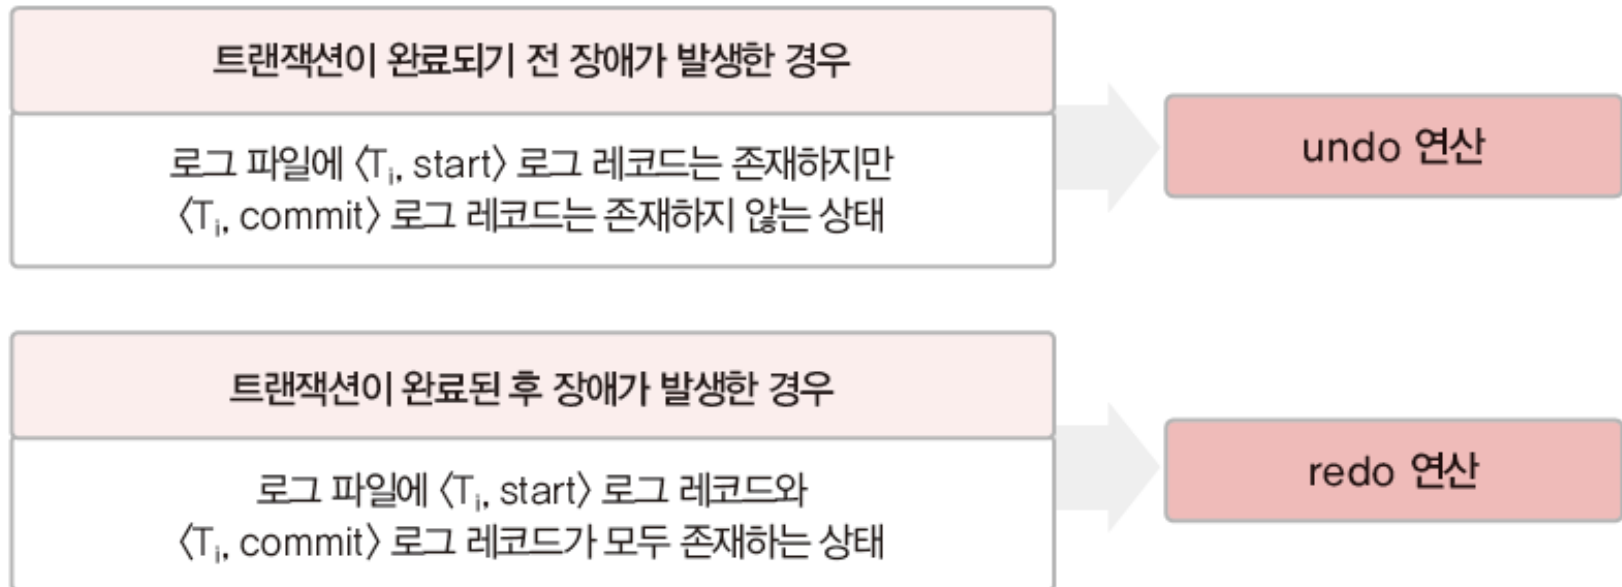 트랜잭션이 완료되기 전 장애가 발생한 경우
로그 파일에 〈Tᵢ, start〉 로그 레코드는 존재하지만
〈Tᵢ, commit〉 로그 레코드는 존재하지 않는 상태
undo 연산
트랜잭션이 완료된 후 장애가 발생한 경우
로그 파일에 〈Tᵢ, start〉 로그 레코드와
〈Tᵢ, commit〉 로그 레코드가 모두 존재하는 상태
redo 연산